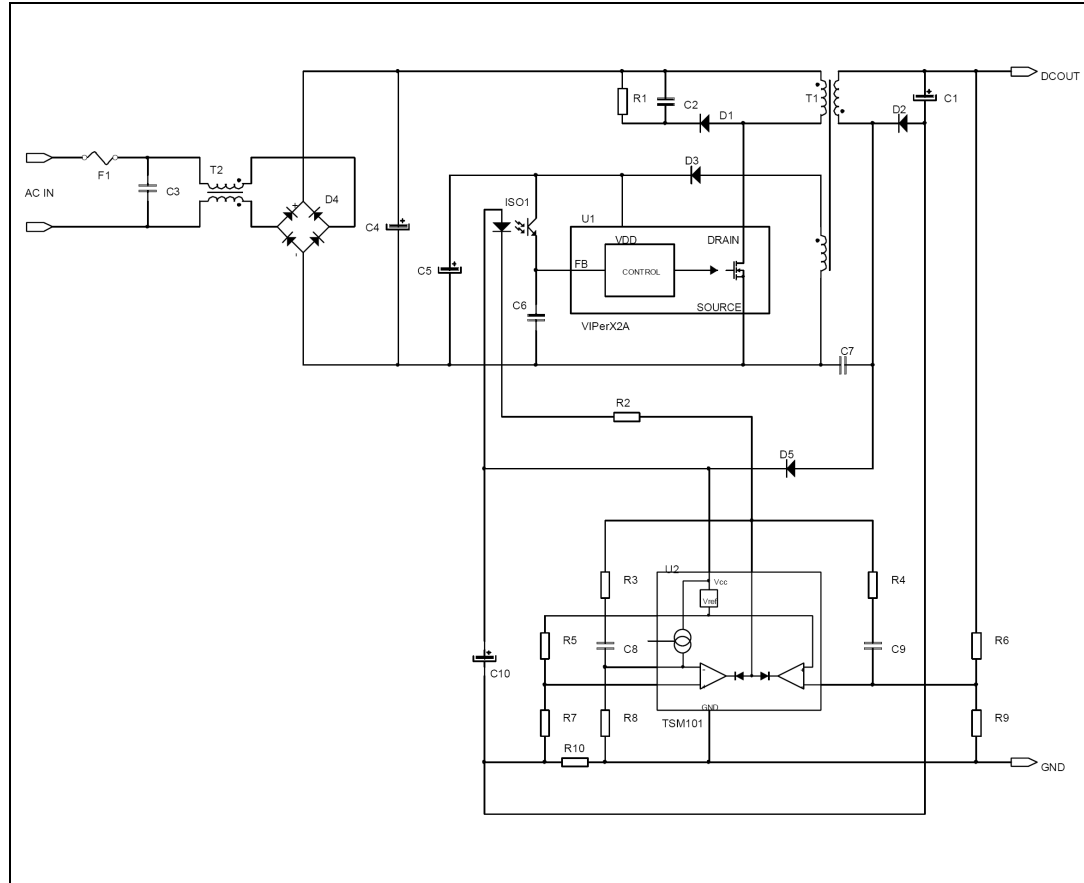 DCOUT
R1
C2
D1
T1
D2
C1
F1
T2
D3
AC IN
C3
D4
ISO1
C4
U1
VDD
DRAIN
C5
FB
CONTROL
C6
SOURCE
VIPerX2A
C7
R2
D5
U2
R3
Vcc
R4
Vref
R5
C8
C9
R6
C10
R7
R8
GND
R9
TSM101
R10
GND